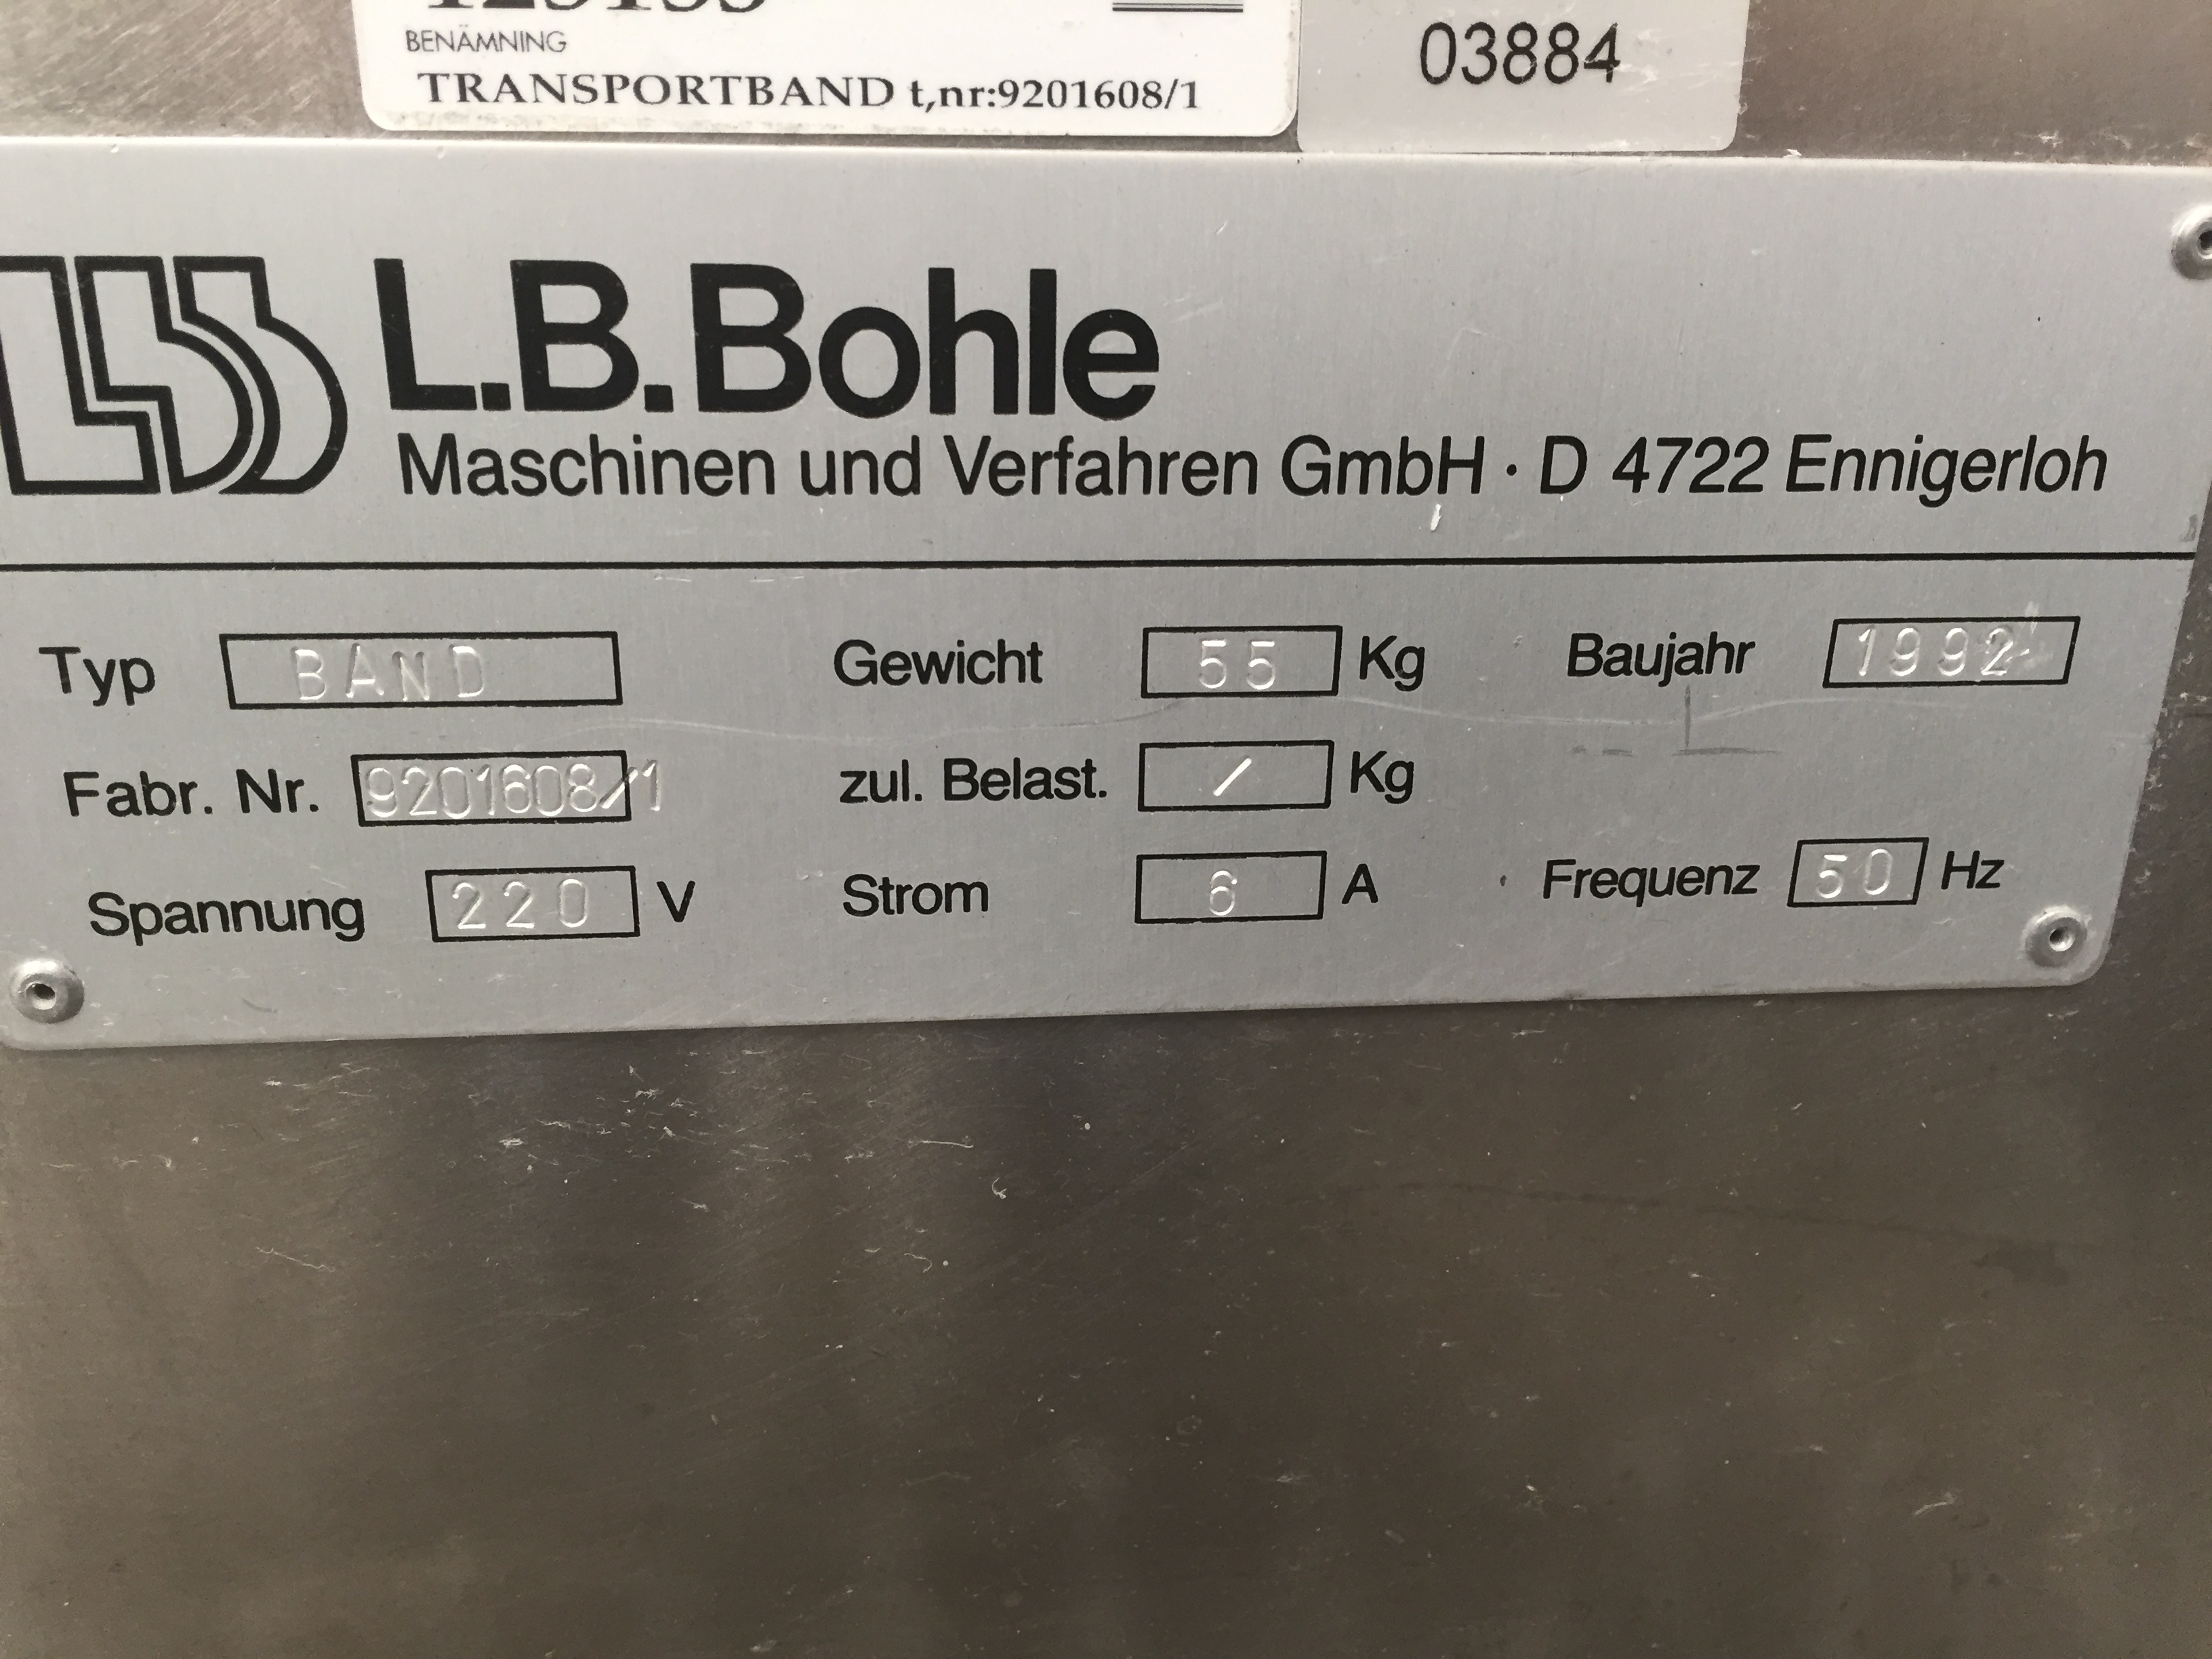 BENÄMNING
TRANSPORTBAND t,nr:9201608/1
03884
L.B. Bohle
Maschinen und Verfahren GmbH · D 4722 Ennigerloh
Typ BAND Gewicht 55 Kg Baujahr 1992
Fabr. Nr. 9201608/1 zul. Belast. / Kg
Spannung 220 V Strom 6 A Frequenz 50 Hz